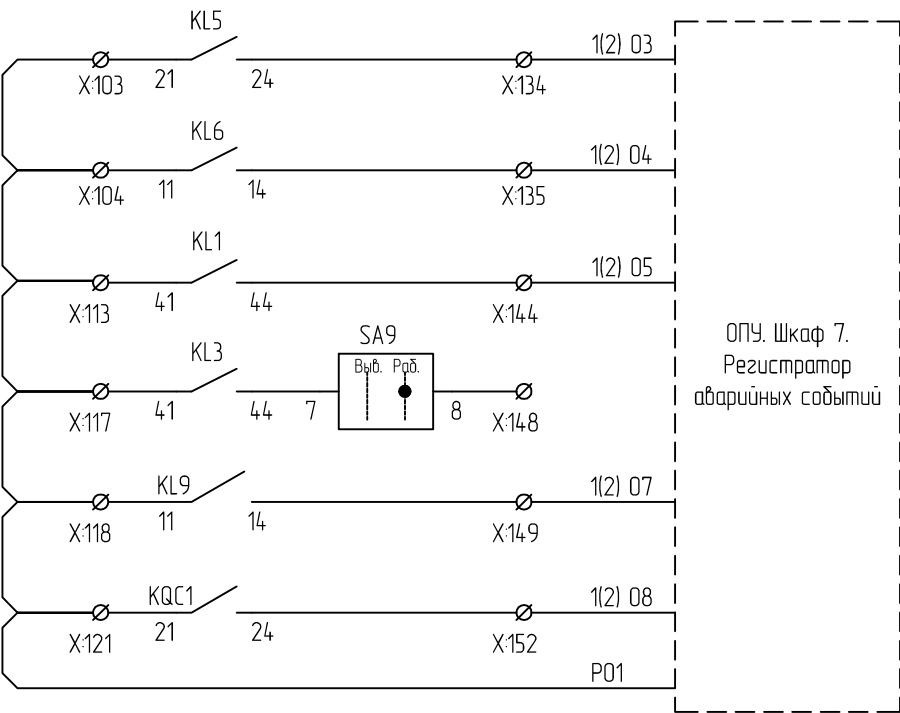 KL5
1(2) 03
X:103 21 24 X:134
KL6
1(2) 04
X:104 11 14 X:135
KL1
1(2) 05
X:113 41 44 X:144
SA9
KL3
Выв. Раб.
X:117 41 44 7 8 X:148
KL9
1(2) 07
X:118 11 14 X:149
KQC1
1(2) 08
X:121 21 24 X:152
P01
ОПУ. Шкаф 7.
Регистратор
аварийных событий